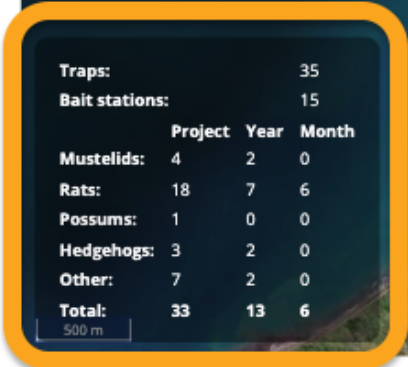 Traps: 35
Bait stations: 15
Project Year Month
Mustelids: 4 2 0
Rats: 18 7 6
Possums: 1 0 0
Hedgehogs: 3 2 0
Other: 7 2 0
Total: 33 13 6
500 m